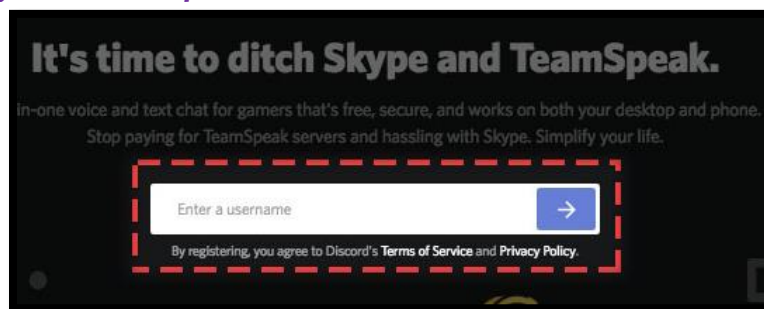 It's time to ditch Skype and TeamSpeak.
in-one voice and text chat for gamers that's free, secure, and works on both your desktop and phone.
Stop paying for TeamSpeak servers and hassling with Skype. Simplify your life.
Enter a username
By registering, you agree to Discord's Terms of Service and Privacy Policy.